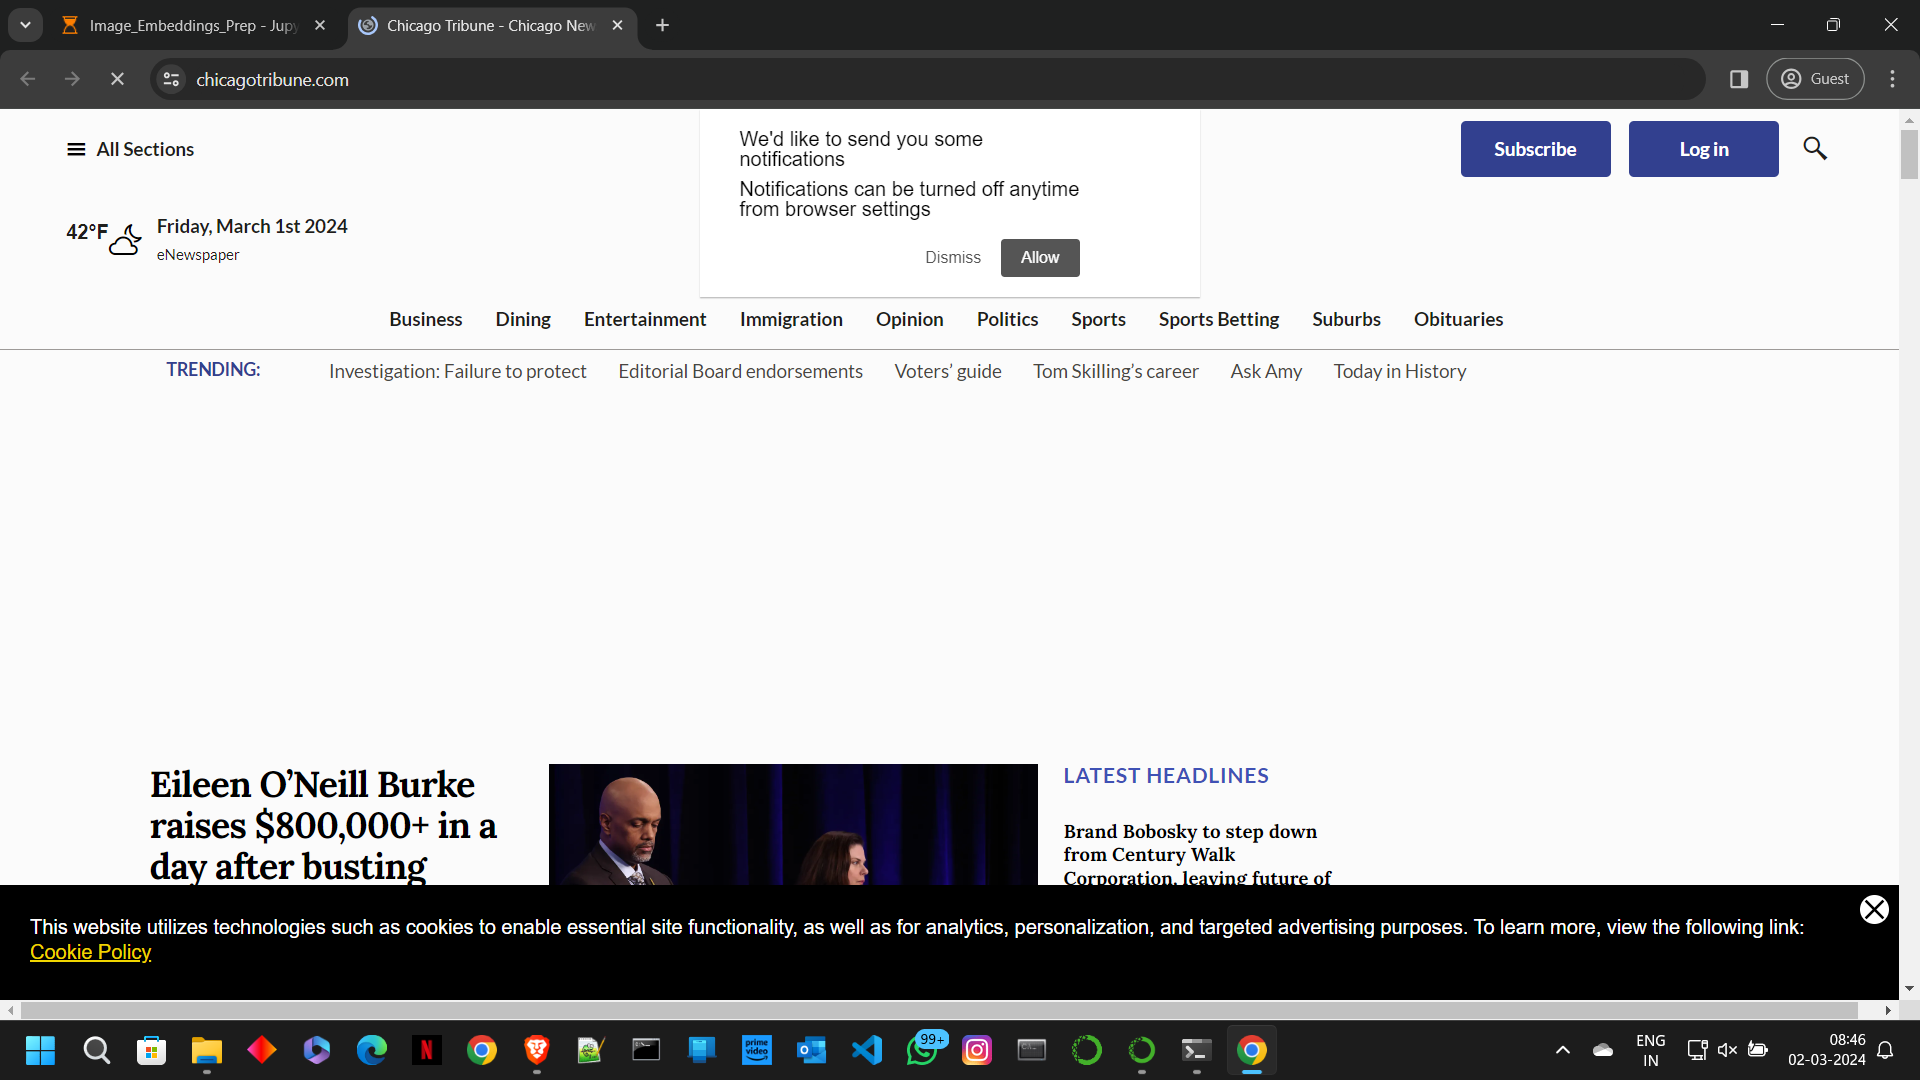 Image_Embeddings_Prep - Jupy
Chicago Tribune - Chicago New
chicagotribune.com
Guest
All Sections
We'd like to send you some
notifications
Notifications can be turned off anytime
from browser settings
Dismiss
Allow
Subscribe
Log in
42°F
Friday, March 1st 2024
eNewspaper
Business
Dining
Entertainment
Immigration
Opinion
Politics
Sports
Sports Betting
Suburbs
Obituaries
TRENDING:
Investigation: Failure to protect
Editorial Board endorsements
Voters’ guide
Tom Skilling’s career
Ask Amy
Today in History
Eileen O’Neill Burke
raises $800,000+ in a
day after busting
LATEST HEADLINES
Brand Bobosky to step down
from Century Walk
Corporation, leaving future of
This website utilizes technologies such as cookies to enable essential site functionality, as well as for analytics, personalization, and targeted advertising purposes. To learn more, view the following link:
Cookie Policy
N
prime
video
99+
ENG
IN
08:46
02-03-2024